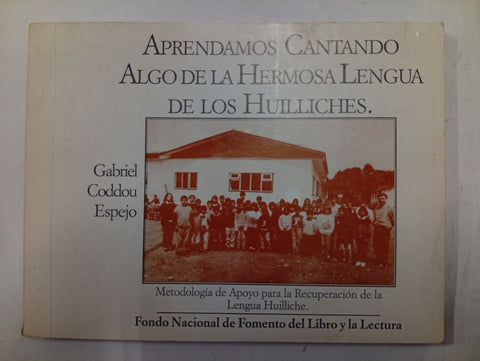 Aprendamos Cantando
Algo de la Hermosa Lengua
de los Huilliches.
Gabriel
Coddou
Espejo
Metodología de Apoyo para la Recuperación de la
Lengua Huilliche.
Fondo Nacional de Fomento del Libro y la Lectura